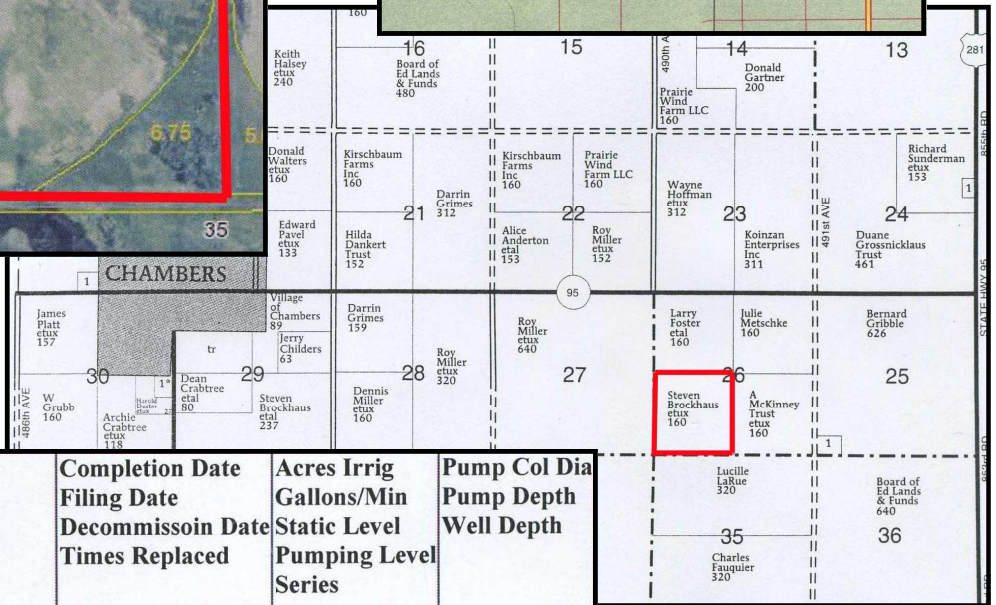 160
16
Board of
Ed Lands
& Funds
480
Keith
Halsey
etux
240
15
490th A
14
Donald
Gartner
200
Prairie
Wind
Farm LLC
160
13
281
855th RD
6.75
5.
35
Donald
Walters
etux
160
Edward
Pavel
etux
133
Kirschbaum
Farms
Inc
160
Darrin
Grimes
312
21
Hilda
Dankert
Trust
152
Kirschbaum
Farms
Inc
160
Prairie
Wind
Farm LLC
160
22
Alice
Anderton
etal
153
Roy
Miller
etux
152
Wayne
Hoffman
etux
312
23
Koinzan
Enterprises
Inc
311
491st AVE
Richard
Sunderman
etux
153
1
24
Duane
Grossnicklaus
Trust
461
CHAMBERS
1
95
STATE HWY 95
James
Platt
etux
157
30
W
Grubb
160
486th AVE
Archie
Crabtree
etux
118
1*
Village
of
Chambers
89
tr
Jerry
Childers
63
29
Dean
Crabtree
etal
80
Steven
Brockhaus
etal
237
Darrin
Grimes
159
28
Roy
Miller
etux
320
Dennis
Miller
etux
160
Roy
Miller
etux
640
27
Larry
Foster
etal
160
Julie
Metschke
160
26
Steven
Brockhaus
etux
160
A
McKinney
Trust
etux
160
Bernard
Gribble
626
25
1
853rd RD
Lucille
LaRue
320
35
Charles
Fauquier
320
Board of
Ed Lands
& Funds
640
36
Completion Date
Filing Date
Decommissoin Date
Times Replaced
Acres Irrig
Gallons/Min
Static Level
Pumping Level
Series
Pump Col Dia
Pump Depth
Well Depth